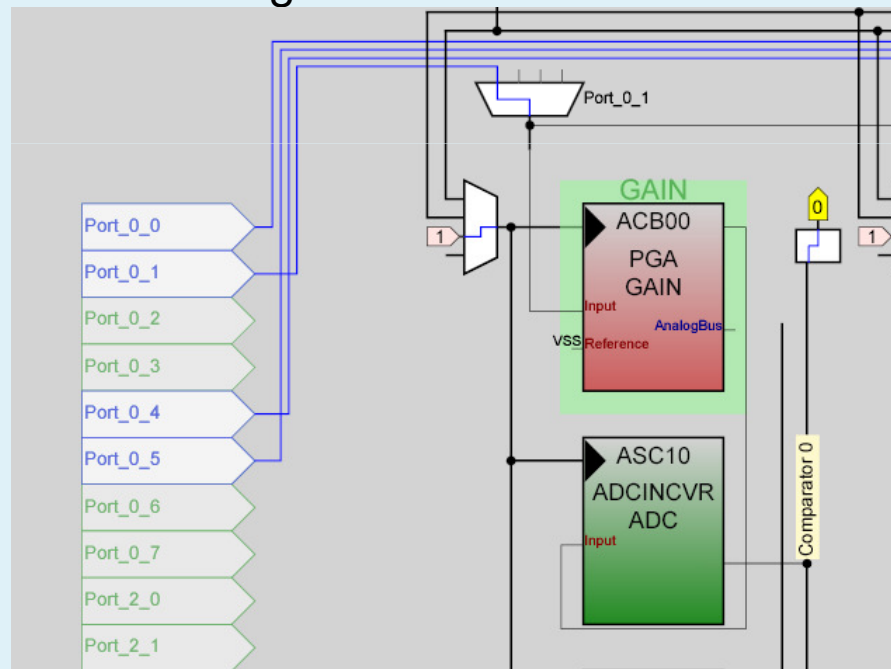 Port_0_1
Port_0_0
Port_0_1
Port_0_2
Port_0_3
Port_0_4
Port_0_5
Port_0_6
Port_0_7
Port_2_0
Port_2_1
1
GAIN
ACB00
PGA
GAIN
Input
AnalogBus
VSS
Reference
0
1
ASC10
ADCINCVR
ADC
Input
Comparator 0